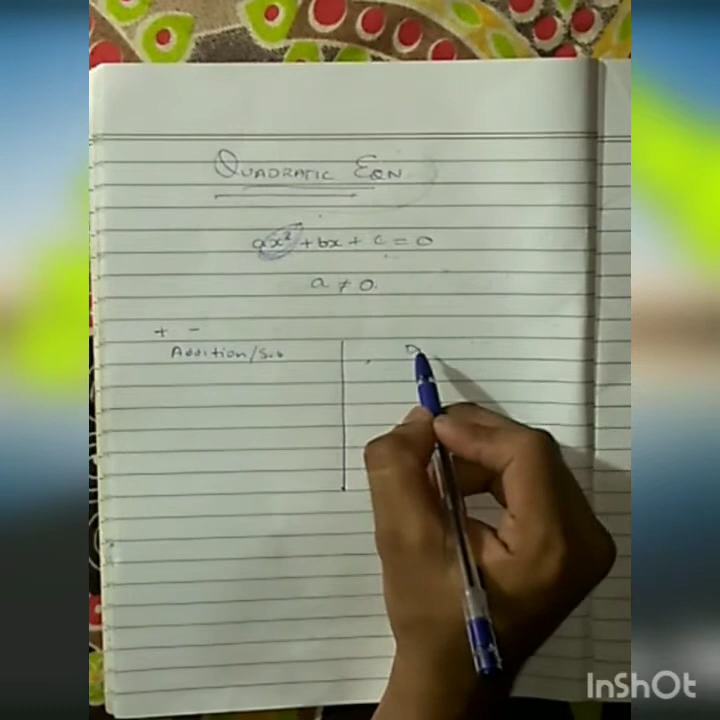 QUADRATIC EQN
ax² + bx + c = 0
a ≠ 0.
+ -
Addition/Sub
D
InShOt